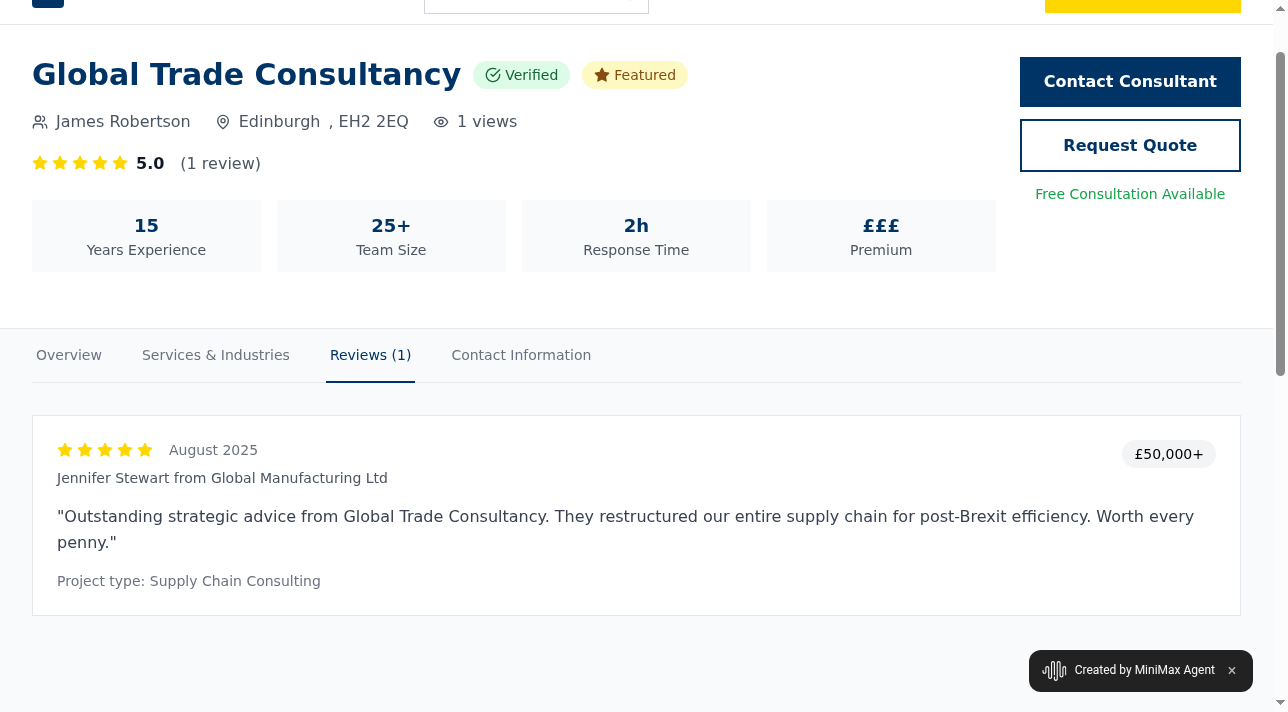 Global Trade Consultancy Verified Featured
James Robertson Edinburgh , EH2 2EQ 1 views
5.0 (1 review)
Contact Consultant
Request Quote
Free Consultation Available
15
Years Experience
25+
Team Size
2h
Response Time
£££
Premium
Overview Services & Industries Reviews (1) Contact Information
August 2025
£50,000+
Jennifer Stewart from Global Manufacturing Ltd
"Outstanding strategic advice from Global Trade Consultancy. They restructured our entire supply chain for post-Brexit efficiency. Worth every
penny."
Project type: Supply Chain Consulting
Created by MiniMax Agent ×